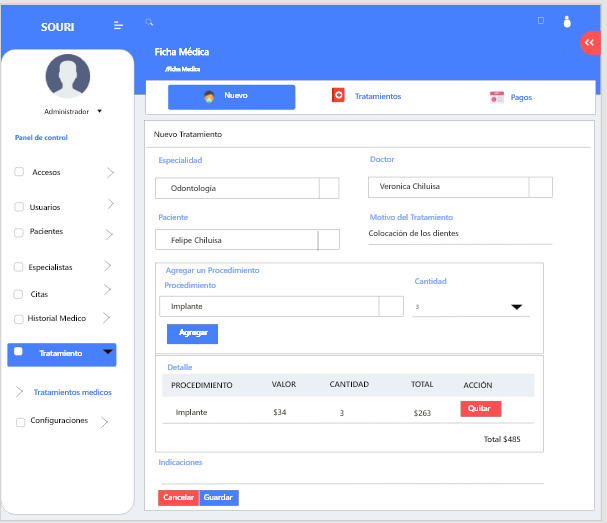 SOURI
Ficha Médica
/Ficha Medica
Administrador
Panel de control
Accesos
Usuarios
Pacientes
Especialistas
Citas
Historial Medico
Tratamiento
Tratamientos medicos
Configuraciones
Nuevo
Tratamientos
Pagos
Nuevo Tratamiento
Especialidad
Doctor
Odontología
Veronica Chiluisa
Paciente
Motivo del Tratamiento
Felipe Chiluisa
Colocación de los dientes
Agregar un Procedimiento
Procedimiento
Cantidad
Implante
3
Agregar
Detalle
PROCEDIMIENTO VALOR CANTIDAD TOTAL ACCIÓN
Implante $34 3 $263 Quitar
Total $485
Indicaciones
Cancelar Guardar